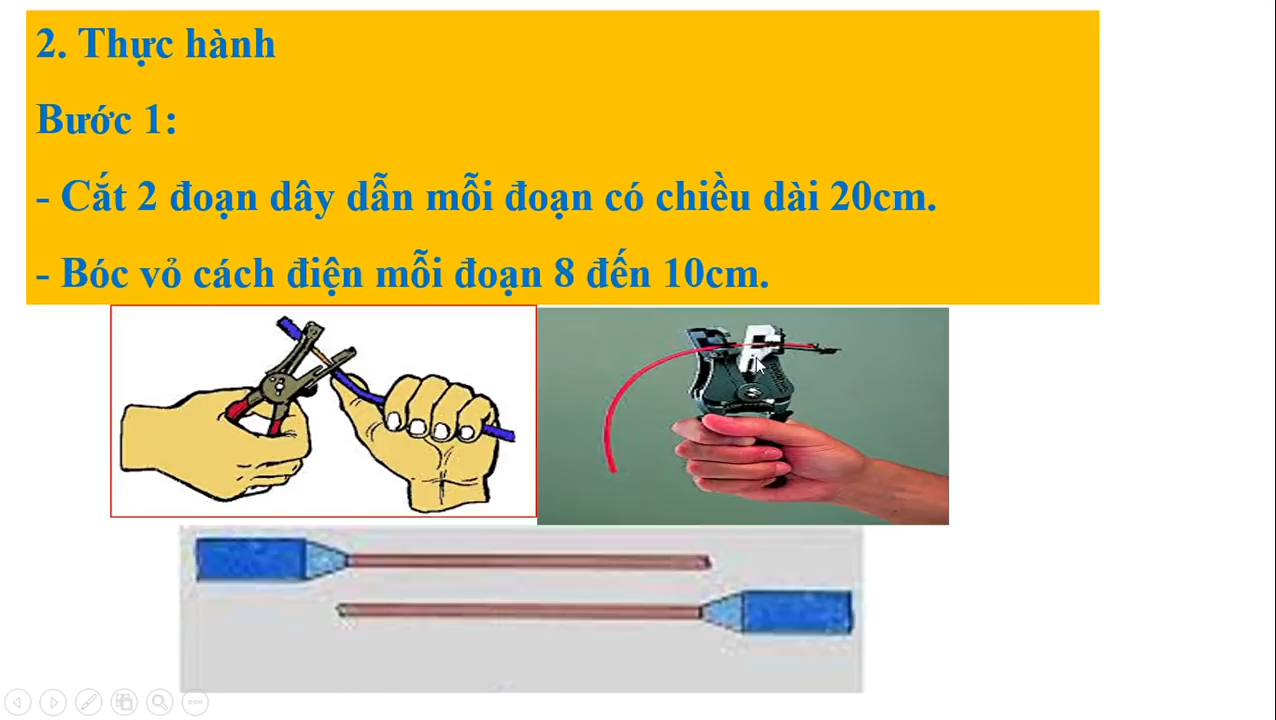 2. Thực hành
Bước 1:
- Cắt 2 đoạn dây dẫn mỗi đoạn có chiều dài 20cm.
- Bóc vỏ cách điện mỗi đoạn 8 đến 10cm.